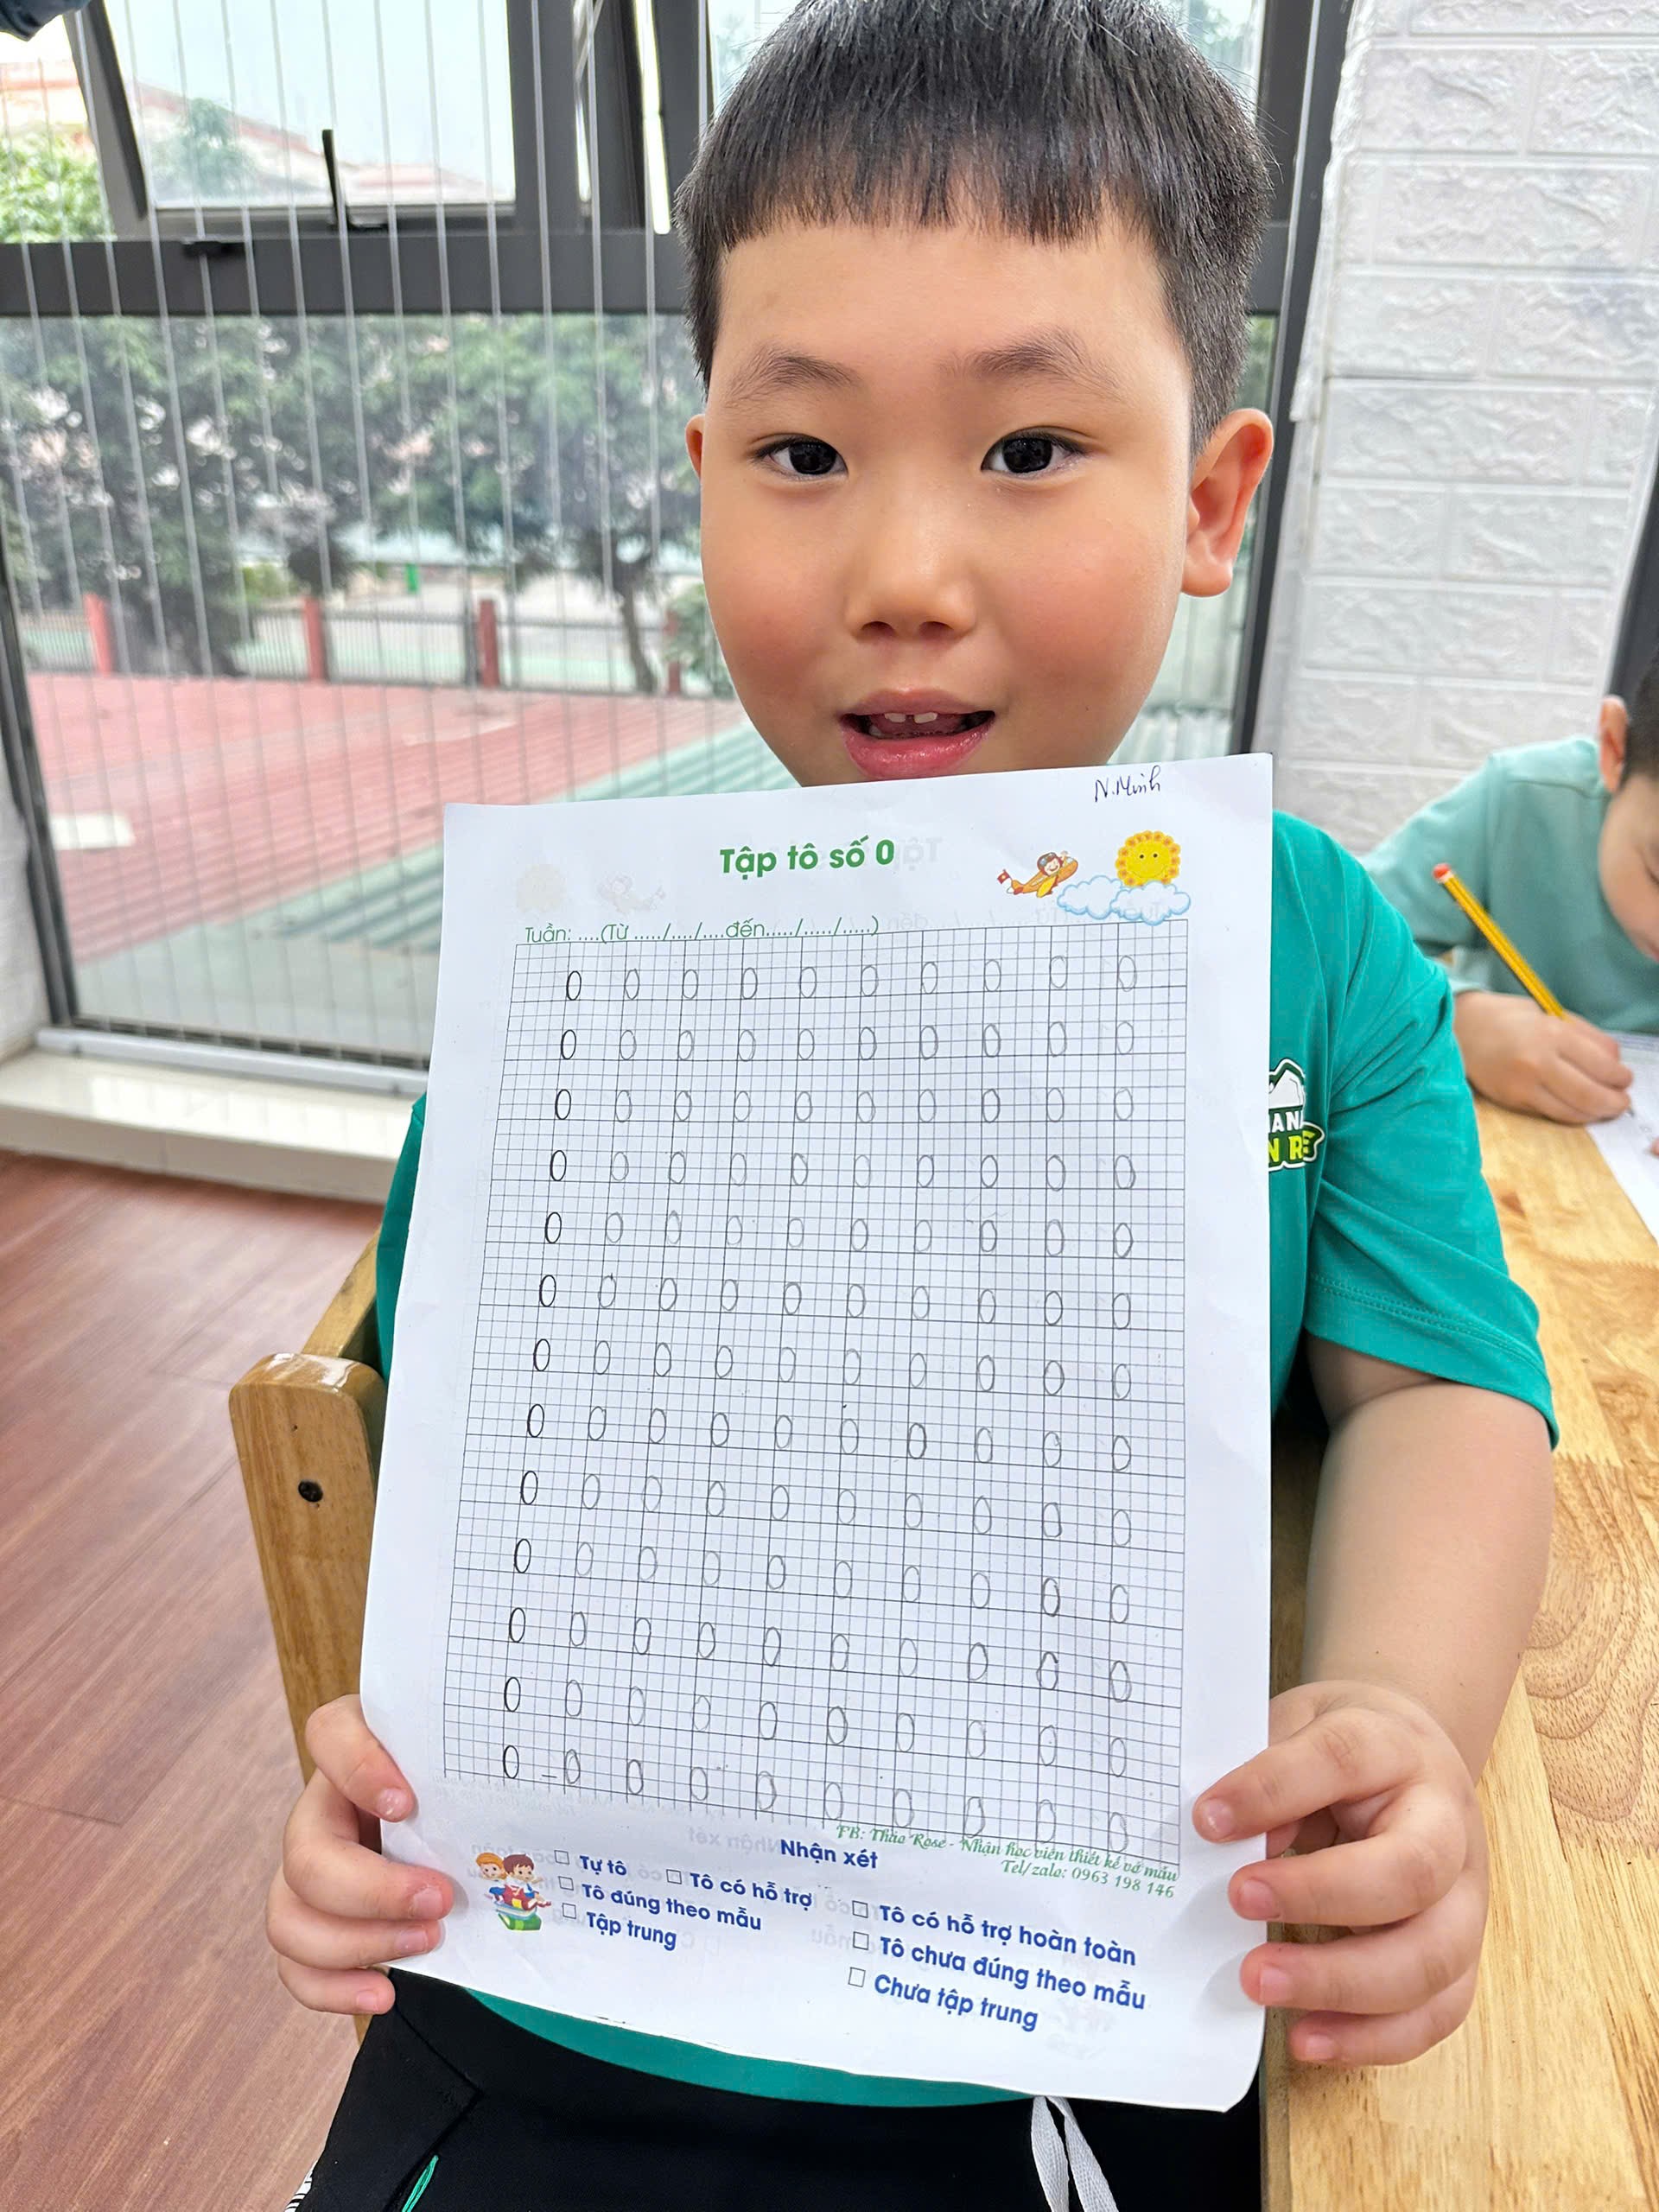 N.Minh
Tập tô số 0
Tuần: ....(Từ ...../..../....đến...../...../.....)
0 0 0 0 0 0 0 0 0 0
0 0 0 0 0 0 0 0 0 0
0 0 0 0 0 0 0 0 0 0
0 0 0 0 0 0 0 0 0 0
0 0 0 0 0 0 0 0 0 0
0 0 0 0 0 0 0 0 0 0
0 0 0 0 0 0 0 0 0 0
0 0 0 0 0 0 0 0 0 0
0 0 0 0 0 0 0 0 0 0
0 0 0 0 0 0 0 0 0 0
0 0 0 0 0 0 0 0 0 0
0 0 0 0 0 0 0 0 0 0
0 0 0 0 0 0 0 0 0 0
FB: Thảo Rose - Nhận học viên thiết kế vở mẫu
Tel/zalo: 0963 198 146
Nhận xét
Tự tô
Tô có hỗ trợ
Tô có hỗ trợ hoàn toàn
Tô đúng theo mẫu
Tô chưa đúng theo mẫu
Tập trung
Chưa tập trung